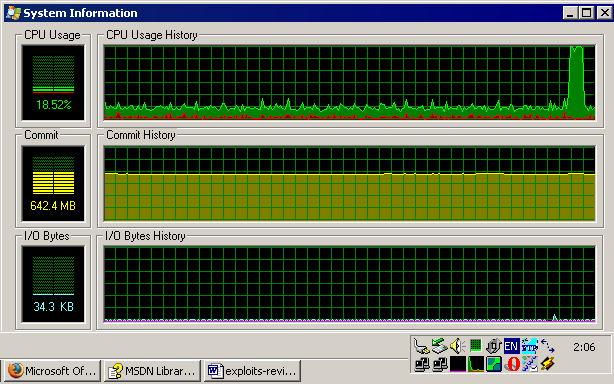 System Information
CPU Usage
CPU Usage History
18.52%
Commit
Commit History
642.4 MB
I/O Bytes
I/O Bytes History
34.3 KB
EN
2:06
Microsoft Of...
MSDN Librar...
exploits-revi...